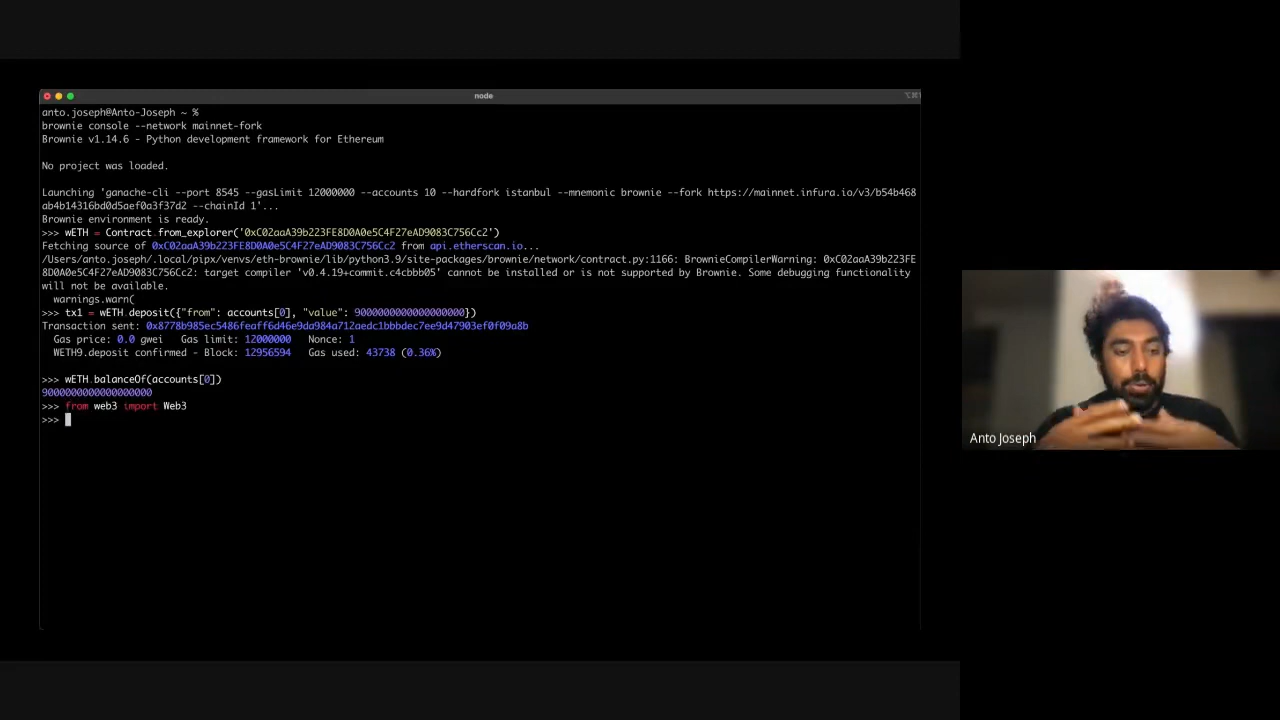 node
anto.joseph@Anto-Joseph ~ %
brownie console --network mainnet-fork
Brownie v1.14.6 - Python development framework for Ethereum
No project was loaded.
Launching 'ganache-cli --port 8545 --gasLimit 12000000 --accounts 10 --hardfork istanbul --mnemonic brownie --fork https://mainnet.infura.io/v3/b54b468
ab4b14316bd0d5aef0a3f37d2 --chainId 1'...
Brownie environment is ready.
>>> wETH = Contract.from_explorer('0xC02aaA39b223FE8D0A0e5C4F27eAD9083C756Cc2')
Fetching source of 0xC02aaA39b223FE8D0A0e5C4F27eAD9083C756Cc2 from api.etherscan.io...
/Users/anto.joseph/.local/pipx/venvs/eth-brownie/lib/python3.9/site-packages/brownie/network/contract.py:1166: BrownieCompilerWarning: 0xC02aaA39b223FE
8D0A0e5C4F27eAD9083C756Cc2: target compiler 'v0.4.19+commit.c4cbbb05' cannot be installed or is not supported by Brownie. Some debugging functionality
will not be available.
warnings.warn(
>>> tx1 = wETH.deposit({"from": accounts[0], "value": 9000000000000000000})
Transaction sent: 0x8778b985ec5486feaff6d46e9da984a712aedc1bbbdec7ee9d47903ef0f09a8b
Gas price: 0.0 gwei Gas limit: 12000000 Nonce: 1
WETH9.deposit confirmed - Block: 12956594 Gas used: 43738 (0.36%)
>>> wETH.balanceOf(accounts[0])
9000000000000000000
>>> from web3 import Web3
>>>
Anto Joseph